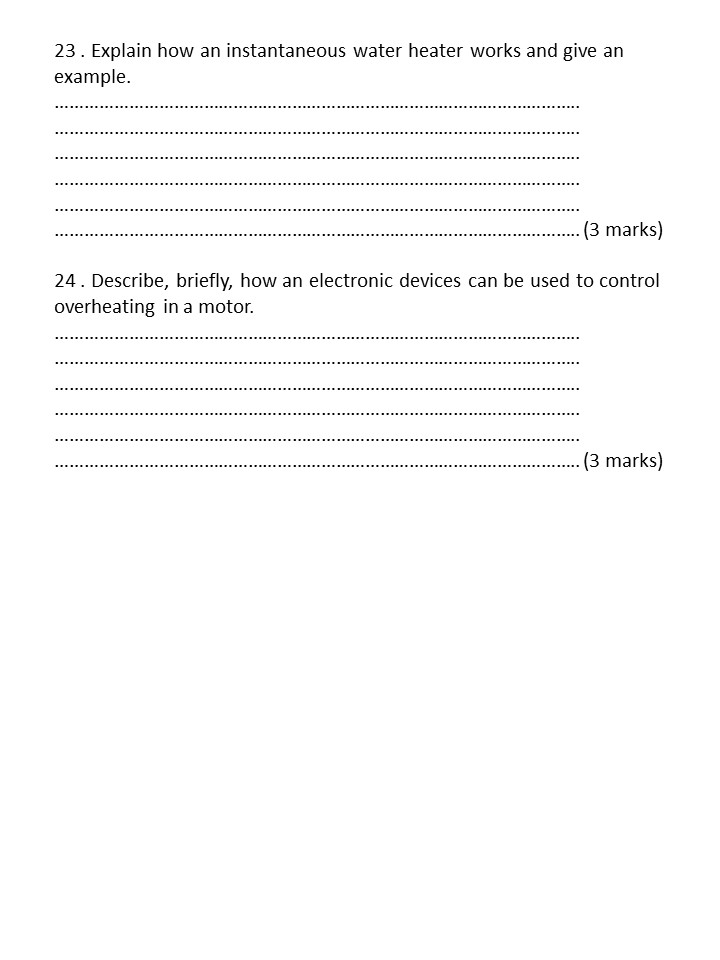 23 . Explain how an instantaneous water heater works and give an
example.
.............................................................................................................
.............................................................................................................
.............................................................................................................
.............................................................................................................
.............................................................................................................
............................................................................................................. (3 marks)
24 . Describe, briefly, how an electronic devices can be used to control
overheating in a motor.
.............................................................................................................
.............................................................................................................
.............................................................................................................
.............................................................................................................
.............................................................................................................
............................................................................................................. (3 marks)